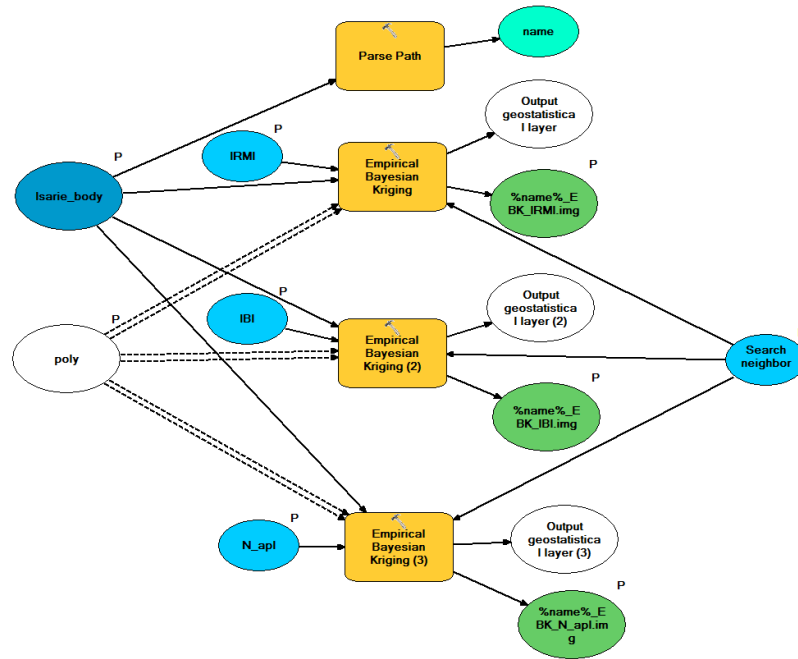 name
Parse Path
P
IRMI
P
Output
geostatistica
l layer
Empirical
Bayesian
Kriging
P
%name%_E
BK_IRMI.img
Isarie_body
P
IBI
P
Output
geostatistica
l layer (2)
poly
Empirical
Bayesian
Kriging (2)
Search
neighbor
P
%name%_E
BK_IBI.img
P
N_apl
Empirical
Bayesian
Kriging (3)
Output
geostatistica
l layer (3)
P
%name%_E
BK_N_apl.im
g